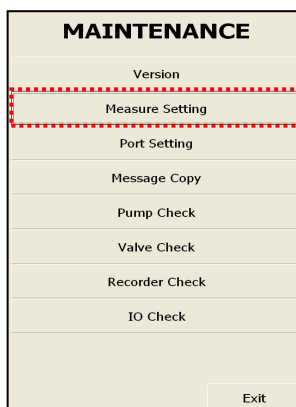 MAINTENANCE
Version
Measure Setting
Port Setting
Message Copy
Pump Check
Valve Check
Recorder Check
IO Check
Exit